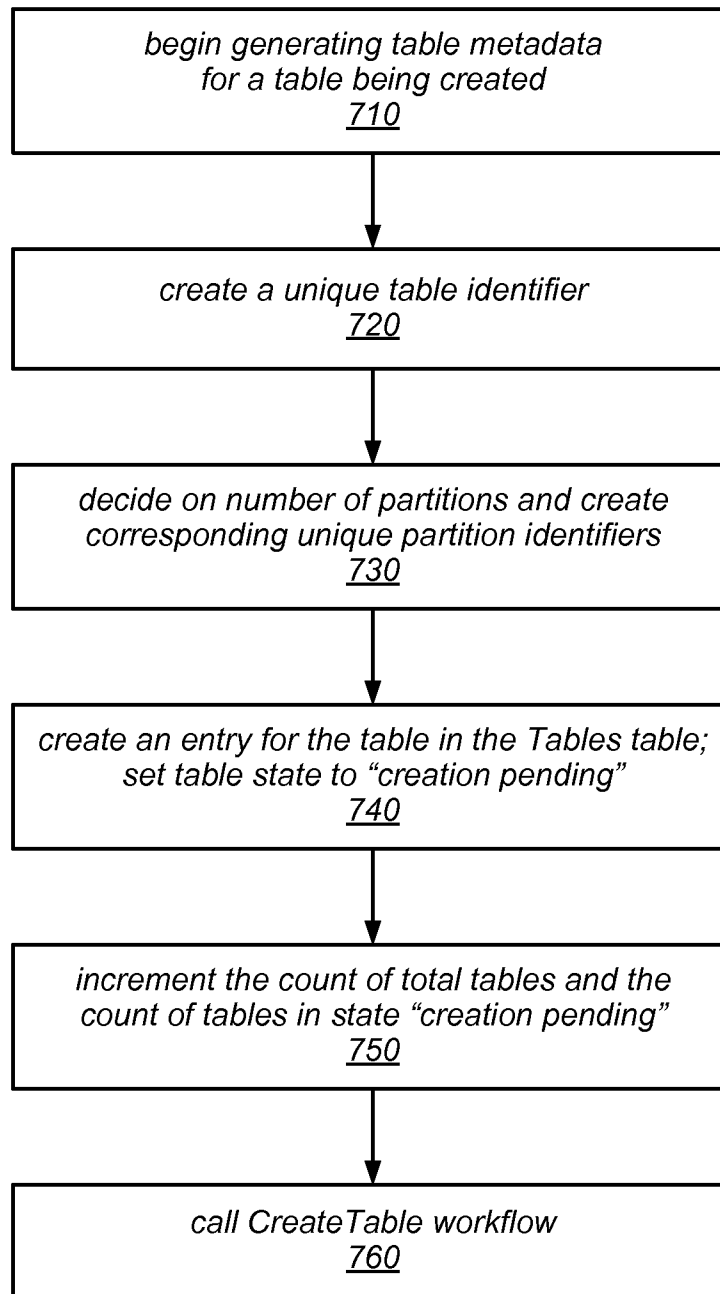 begin generating table metadata
for a table being created
710
create a unique table identifier
720
decide on number of partitions and create
corresponding unique partition identifiers
730
create an entry for the table in the Tables table;
set table state to “creation pending”
740
increment the count of total tables and the
count of tables in state “creation pending”
750
call CreateTable workflow
760